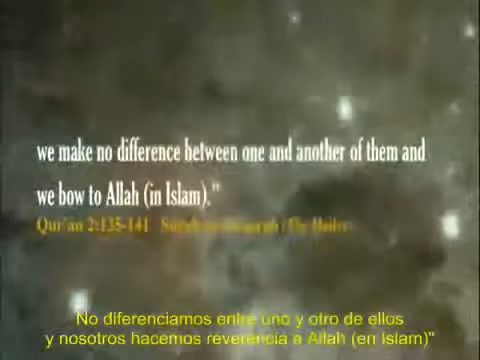 we make no difference between one and another of them and
we bow to Allah (in Islam)."
Qur'an 2:135-141
No diferenciamos entre uno y otro de ellos
y nosotros hacemos reverencia a Allah (en Islam)"